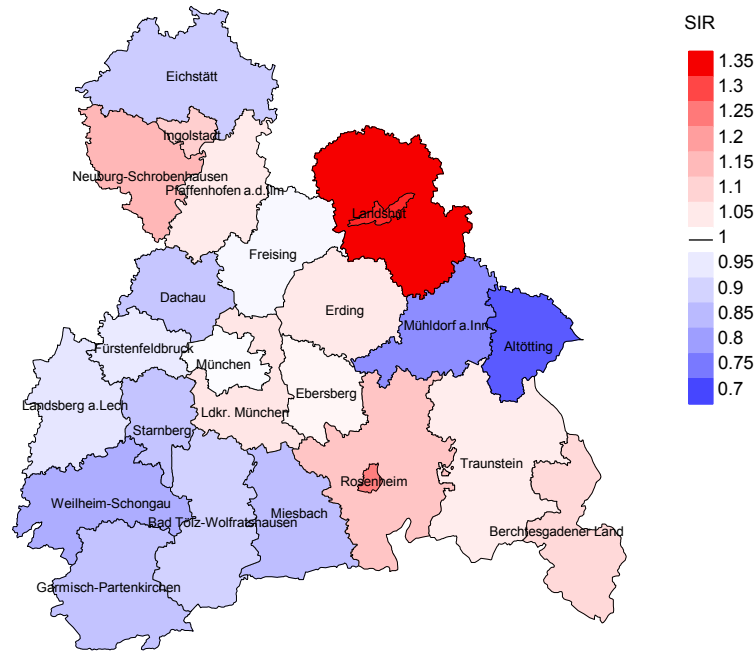 SIR
1.35
1.3
1.25
1.2
1.15
1.1
1.05
1
0.95
0.9
0.85
0.8
0.75
0.7
Eichstätt
Ingolstadt
Neuburg-Schrobenhausen
Pfaffenhofen a.d.Ilm
Landshut
Freising
Dachau
Erding
Mühldorf a.Inn
Altötting
Fürstenfeldbruck
München
Ebersberg
Landsberg a.Lech
Ldkr. München
Starnberg
Traunstein
Rosenheim
Weilheim-Schongau
Miesbach
Bad Tölz-Wolfratshausen
Berchtesgadener Land
Garmisch-Partenkirchen